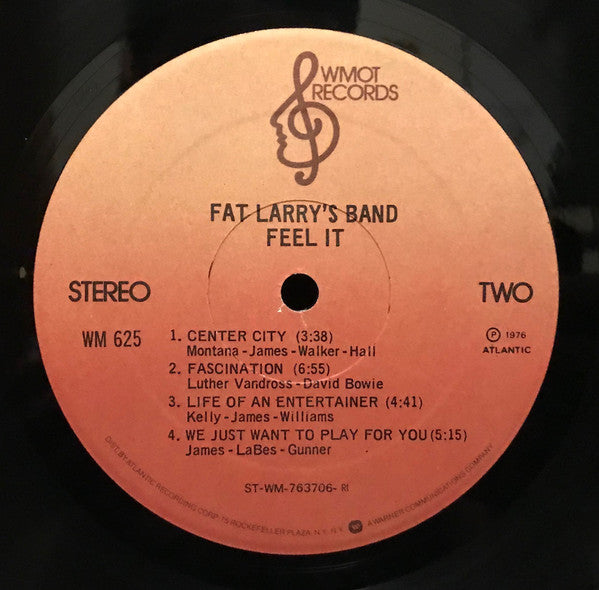 WMOT
RECORDS
FAT LARRY'S BAND
FEEL IT
STEREO
TWO
WM 625
Ⓟ 1976
ATLANTIC
1. CENTER CITY (3:38)
Montana-James-Walker-Hall
2. FASCINATION (6:55)
Luther Vandross-David Bowie
3. LIFE OF AN ENTERTAINER (4:41)
Kelly-James-Williams
4. WE JUST WANT TO PLAY FOR YOU (5:15)
James-LaBes-Gunner
ST-WM-763706-RI
DIST. BY ATLANTIC RECORDING CORP. 75 ROCKEFELLER PLAZA, N.Y., N.Y. A WARNER COMMUNICATIONS COMPANY